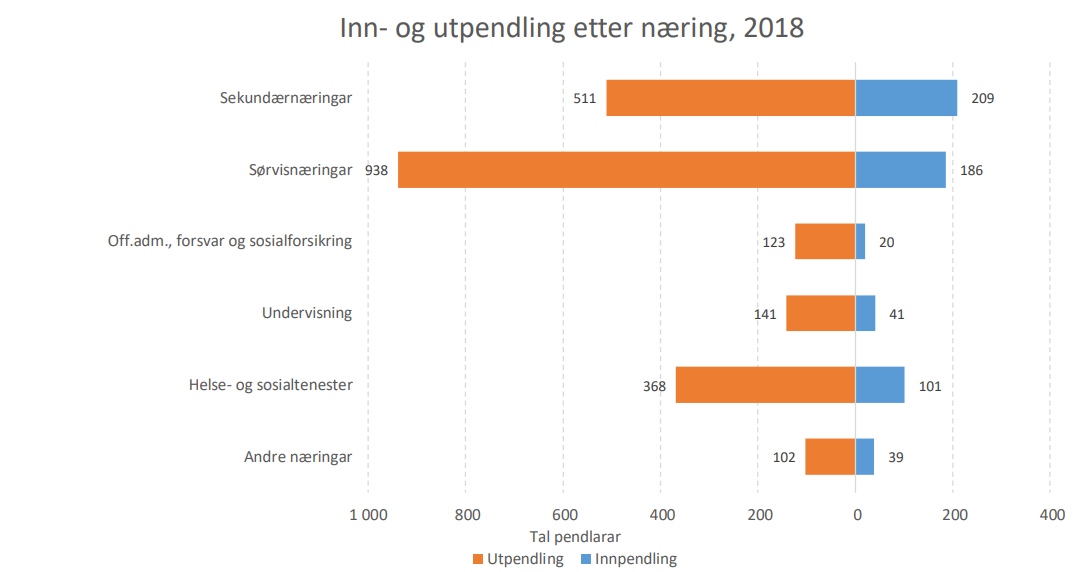 Inn- og utpendling etter næring, 2018
Sekundærnæringar 511 209
Sørvisnæringar 938 186
Off.adm., forsvar og sosialforsikring 123 20
Undervisning 141 41
Helse- og sosialtenester 368 101
Andre næringar 102 39
1 000 800 600 400 200 0 200 400
Tal pendlarar
Utpendling Innpendling